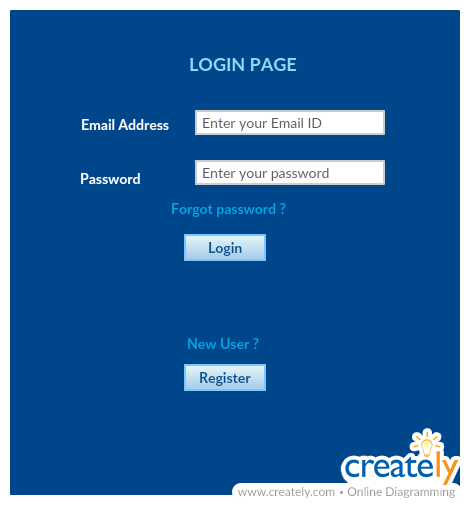 LOGIN PAGE
Email Address Enter your Email ID
Password Enter your password
Forgot password ?
Login
New User ?
Register
creately
www.creately.com • Online Diagramming